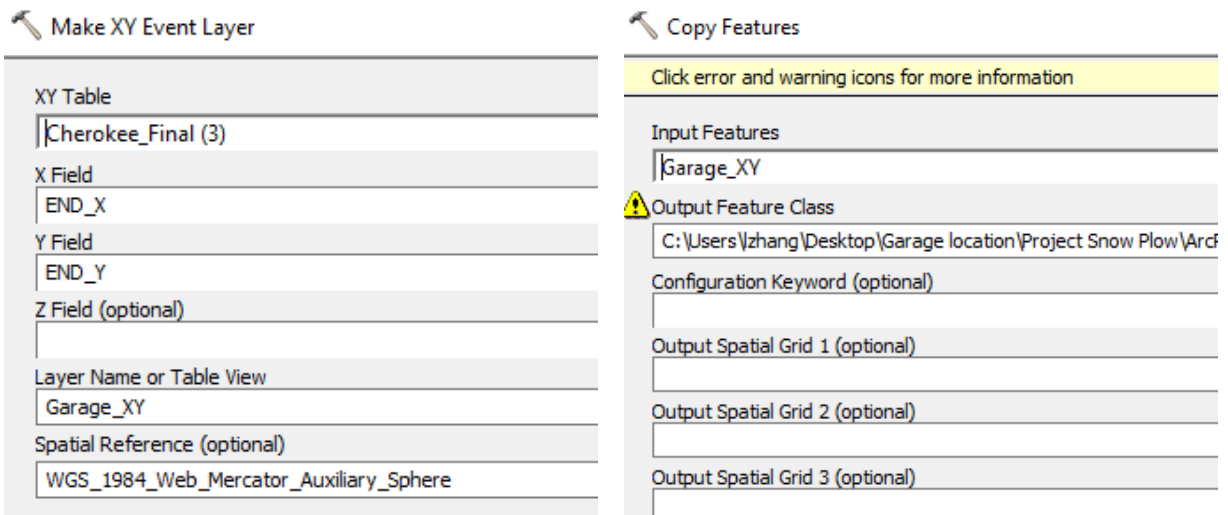 Make XY Event Layer
XY Table
Cherokee_Final (3)
X Field
END_X
Y Field
END_Y
Z Field (optional)
Layer Name or Table View
Garage_XY
Spatial Reference (optional)
WGS_1984_Web_Mercator_Auxiliary_Sphere
Copy Features
Click error and warning icons for more information
Input Features
Garage_XY
Output Feature Class
C:\Users\lzhang\Desktop\Garage location\Project Snow Plow\Arc
Configuration Keyword (optional)
Output Spatial Grid 1 (optional)
Output Spatial Grid 2 (optional)
Output Spatial Grid 3 (optional)